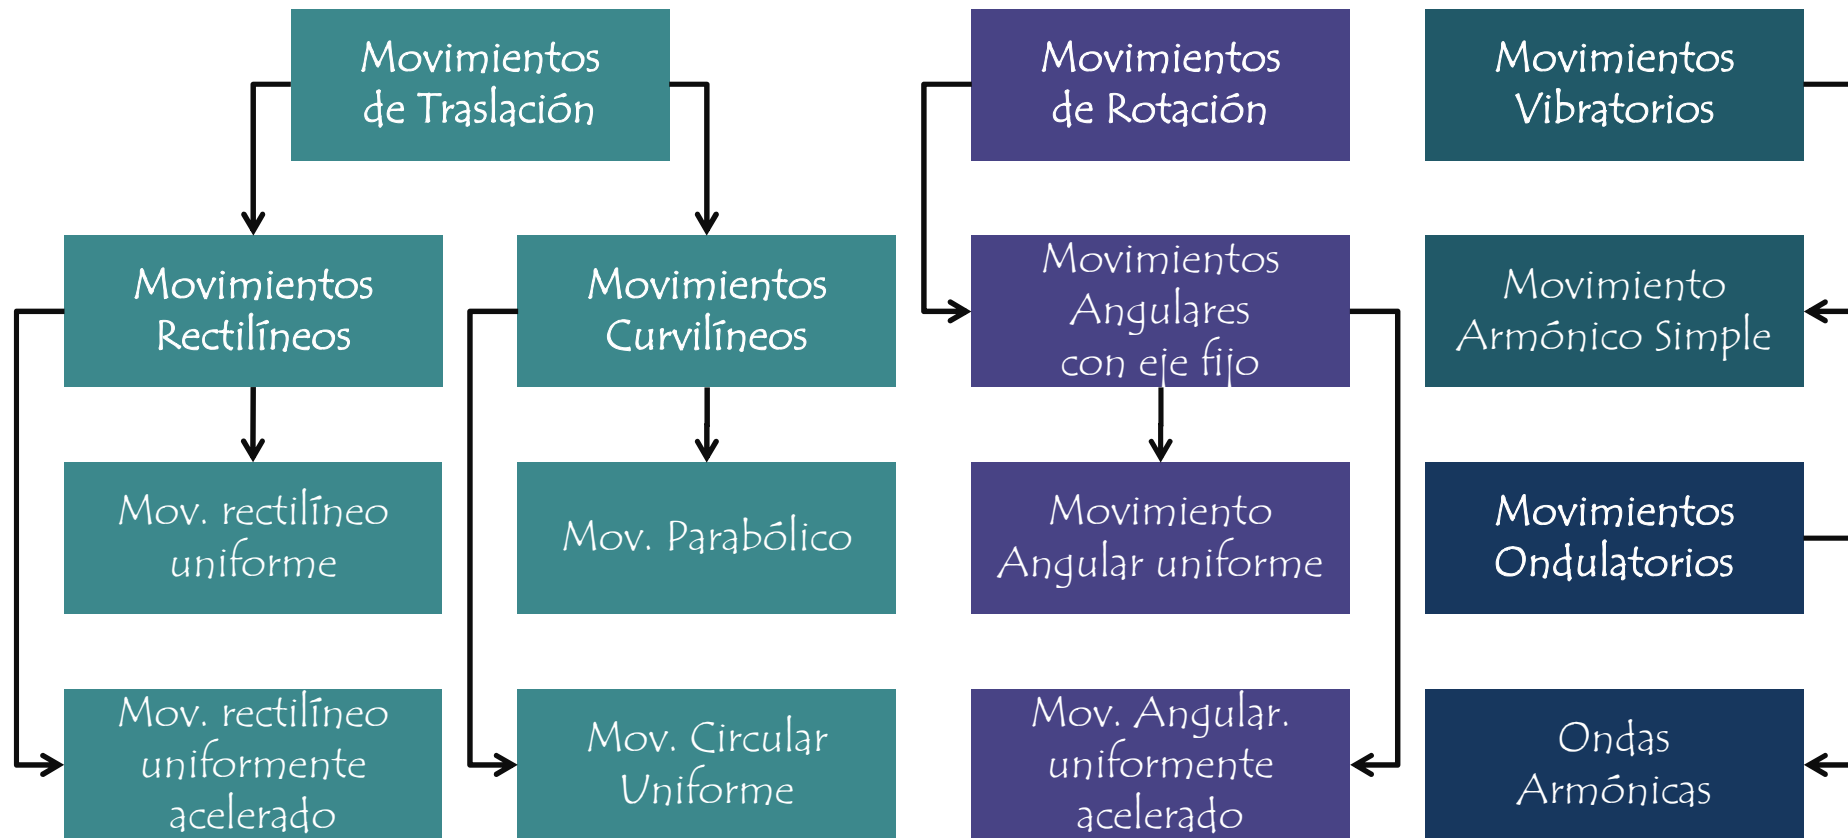 Movimientos
de Traslación
Movimientos
de Rotación
Movimientos
Vibratorios
Movimientos
Rectilíneos
Movimientos
Curvilíneos
Movimientos
Angulares
con eje fijo
Movimiento
Armónico Simple
Mov. rectilíneo
uniforme
Mov. Parabólico
Movimiento
Angular uniforme
Movimientos
Ondulatorios
Mov. rectilíneo
uniformente
acelerado
Mov. Circular
Uniforme
Mov. Angular.
uniformente
acelerado
Ondas
Armónicas